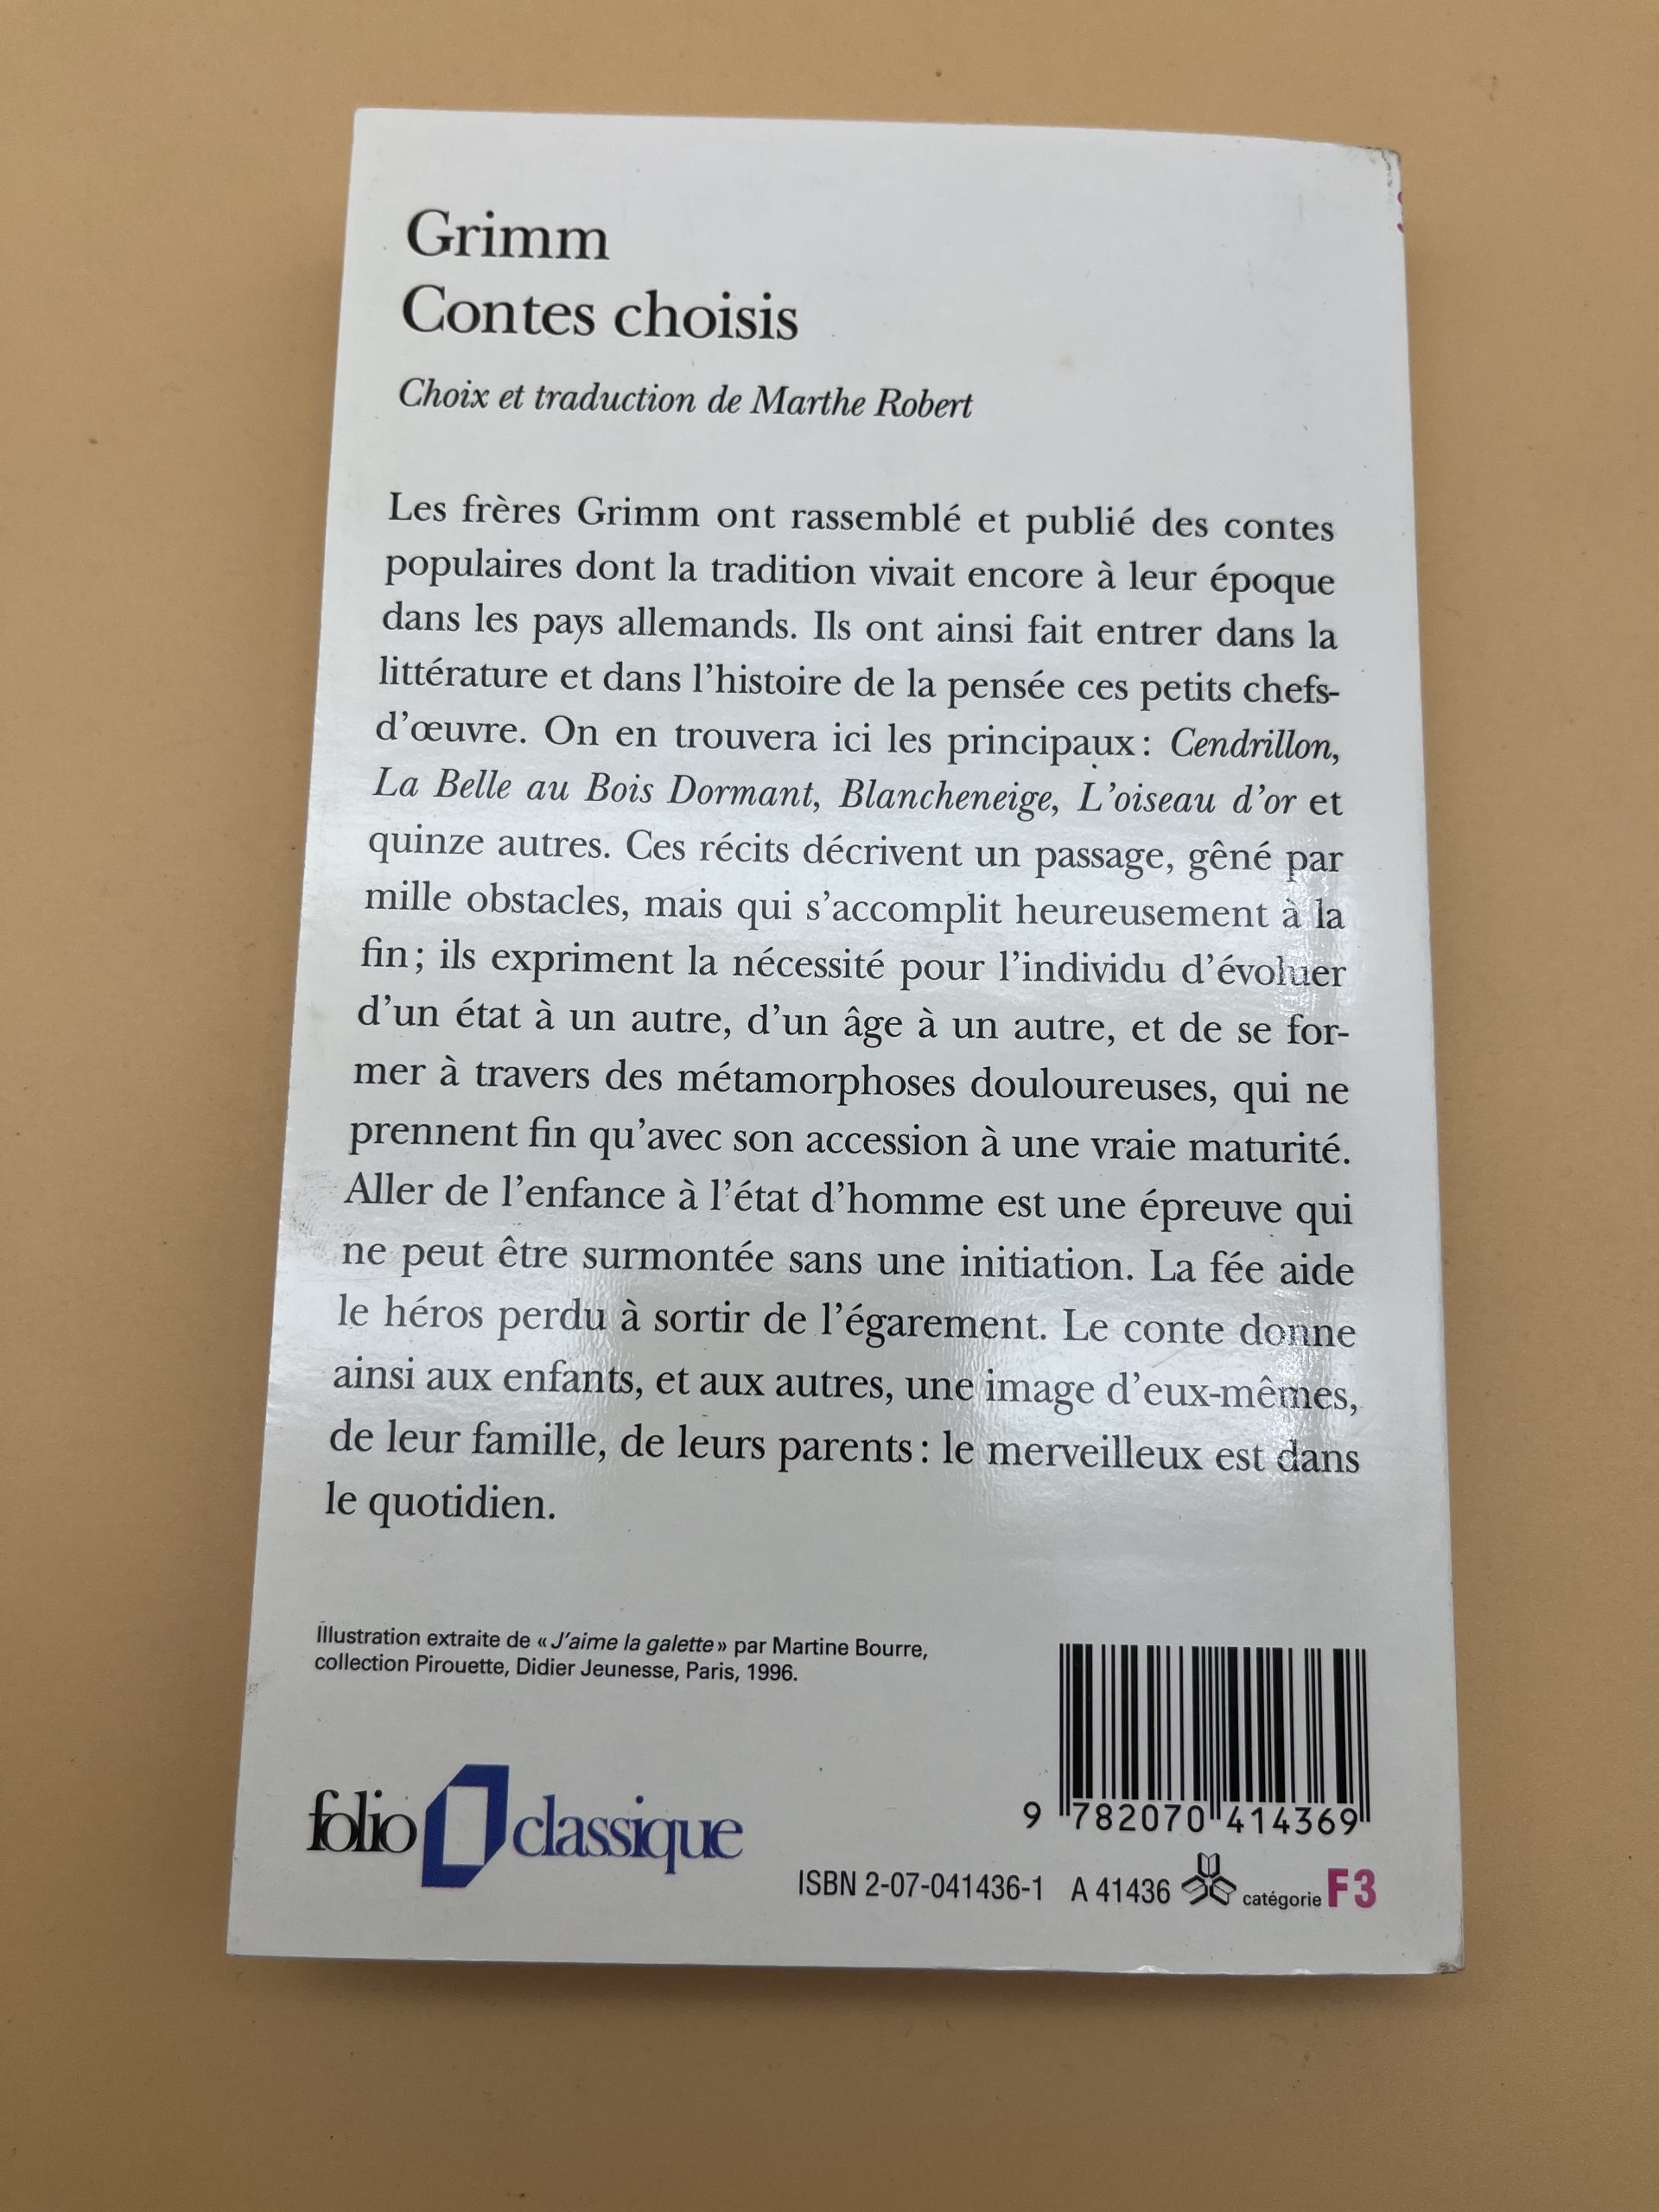 Grimm
Contes choisis
Choix et traduction de Marthe Robert
Les frères Grimm ont rassemblé et publié des contes
populaires dont la tradition vivait encore à leur époque
dans les pays allemands. Ils ont ainsi fait entrer dans la
littérature et dans l'histoire de la pensée ces petits chefs-
d'œuvre. On en trouvera ici les principaux : Cendrillon,
La Belle au Bois Dormant, Blancheneige, L'oiseau d'or et
quinze autres. Ces récits décrivent un passage, gêné par
mille obstacles, mais qui s'accomplit heureusement à la
fin ; ils expriment la nécessité pour l'individu d'évoluer
d'un état à un autre, d'un âge à un autre, et de se for-
mer à travers des métamorphoses douloureuses, qui ne
prennent fin qu'avec son accession à une vraie maturité.
Aller de l'enfance à l'état d'homme est une épreuve qui
ne peut être surmontée sans une initiation. La fée aide
le héros perdu à sortir de l'égarement. Le conte donne
ainsi aux enfants, et aux autres, une image d'eux-mêmes,
de leur famille, de leurs parents : le merveilleux est dans
le quotidien.
Illustration extraite de « J'aime la galette » par Martine Bourre,
collection Pirouette, Didier Jeunesse, Paris, 1996.
folio classique
9 782070 414369
ISBN 2-07-041436-1 A 41436 catégorie F3